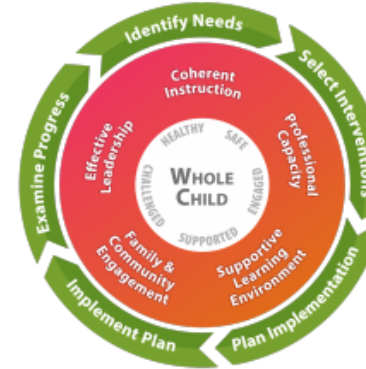 Identify Needs
Select Interventions
Plan Implementation
Implement Plan
Examine Progress
Coherent
Instruction
Professional
Capacity
Supportive
Learning
Environment
Family &
Community
Engagement
Effective
Leadership
HEALTHY
SAFE
ENGAGED
SUPPORTED
CHALLENGED
WHOLE
CHILD